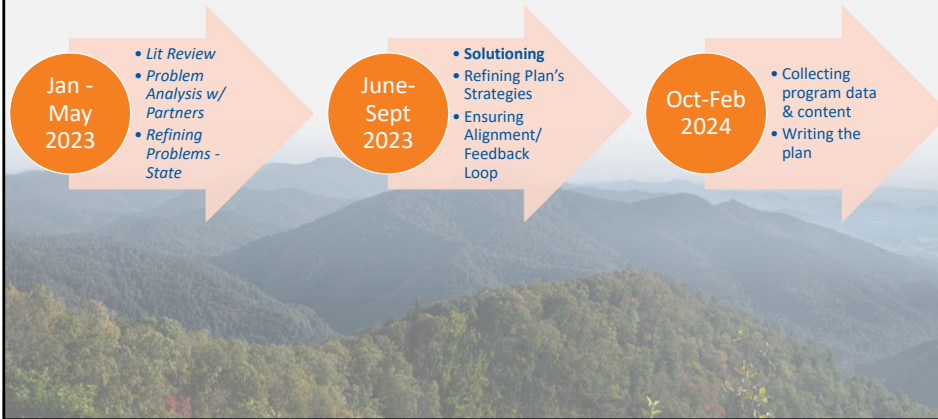 Jan -
May
2023
• Lit Review
• Problem
Analysis w/
Partners
• Refining
Problems -
State
June-
Sept
2023
• Solutioning
• Refining Plan's
Strategies
• Ensuring
Alignment/
Feedback
Loop
Oct-Feb
2024
• Collecting
program data
& content
• Writing the
plan